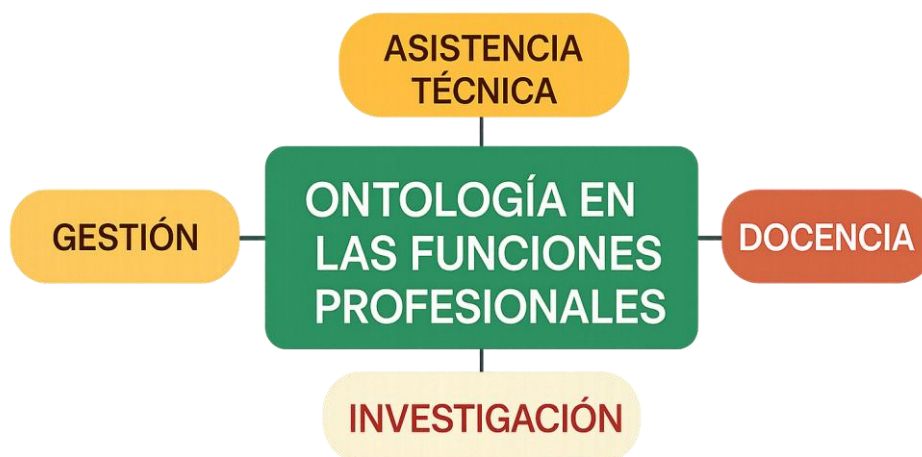 ASISTENCIA
TÉCNICA
GESTIÓN
ONTOLOGÍA EN
LAS FUNCIONES
PROFESIONALES
DOCENCIA
INVESTIGACIÓN